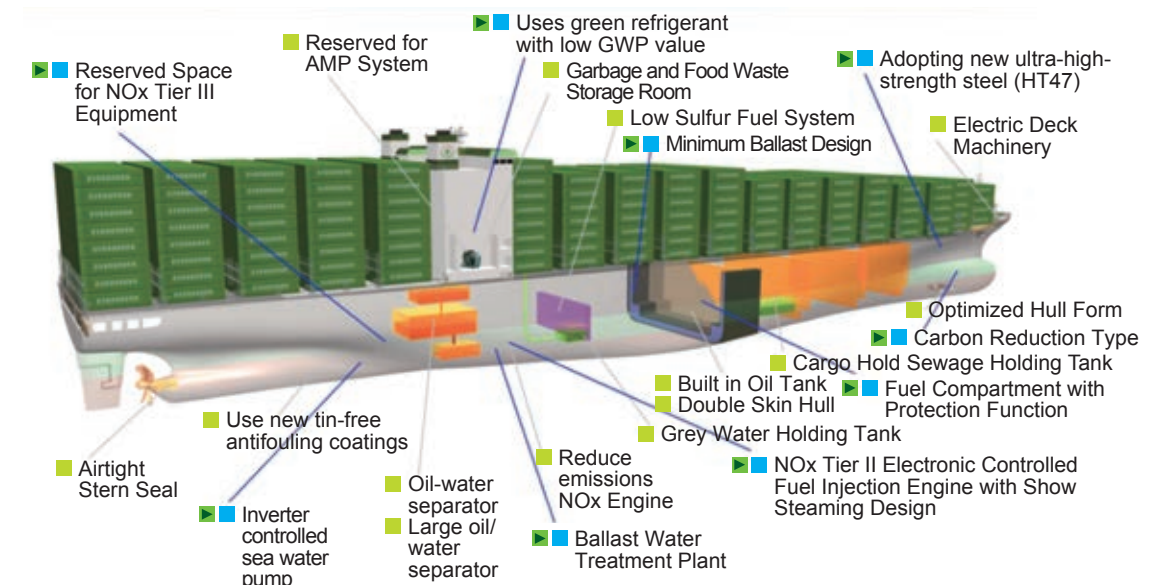 Reserved Space
for NOx Tier III
Equipment
Reserved for
AMP System
Uses green refrigerant
with low GWP value
Garbage and Food Waste
Storage Room
Low Sulfur Fuel System
Minimum Ballast Design
Adopting new ultra-high-
strength steel (HT47)
Electric Deck
Machinery
Optimized Hull Form
Carbon Reduction Type
Cargo Hold Sewage Holding Tank
Fuel Compartment with
Protection Function
Built in Oil Tank
Double Skin Hull
Grey Water Holding Tank
NOx Tier II Electronic Controlled
Fuel Injection Engine with Show
Steaming Design
Reduce
emissions
NOx Engine
Ballast Water
Treatment Plant
Oil-water
separator
Large oil/
water
separator
Use new tin-free
antifouling coatings
Airtight
Stern Seal
Inverter
controlled
sea water
pump